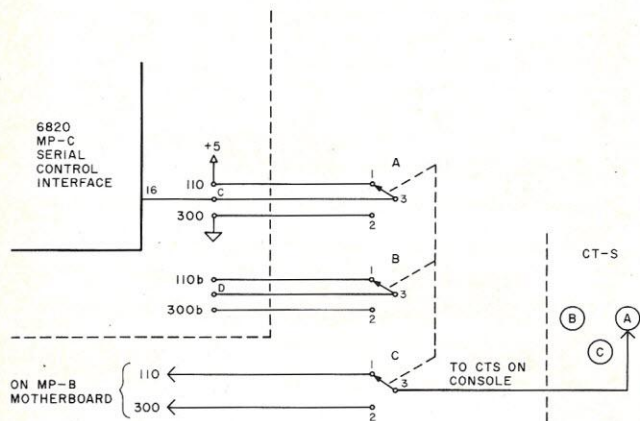 6820
MP-C
SERIAL
CONTROL
INTERFACE
16
+5
110
C
300
1
A
3
2
110b
D
300b
1
B
3
2
ON MP-B
MOTHERBOARD
110
300
1
C
3
2
TO CTS ON
CONSOLE
CT-S
B
A
C